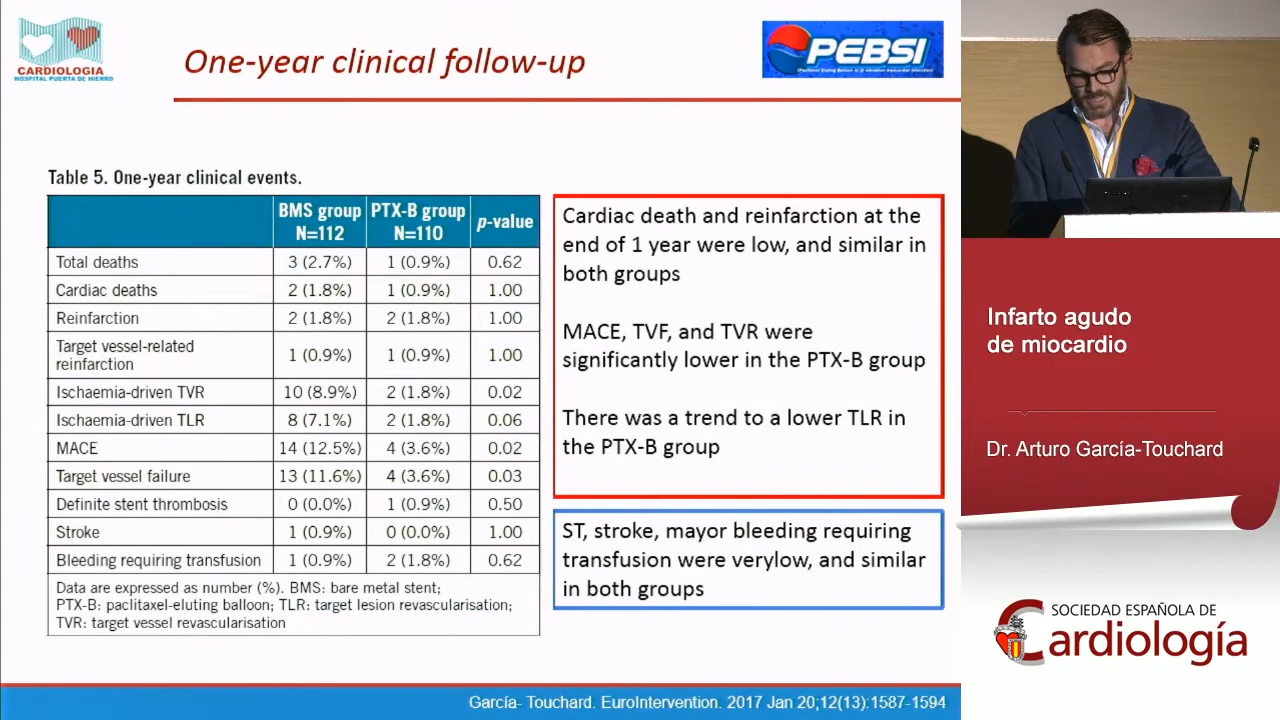 CARDIOLOGIA
HOSPITAL PUERTA DE HIERRO
One-year clinical follow-up
PEBSI
Table 5. One-year clinical events.
BMS group N=112 PTX-B group N=110 p-value
Total deaths 3 (2.7%) 1 (0.9%) 0.62
Cardiac deaths 2 (1.8%) 1 (0.9%) 1.00
Reinfarction 2 (1.8%) 2 (1.8%) 1.00
Target vessel-related
reinfarction 1 (0.9%) 1 (0.9%) 1.00
Ischaemia-driven TVR 10 (8.9%) 2 (1.8%) 0.02
Ischaemia-driven TLR 8 (7.1%) 2 (1.8%) 0.06
MACE 14 (12.5%) 4 (3.6%) 0.02
Target vessel failure 13 (11.6%) 4 (3.6%) 0.03
Definite stent thrombosis 0 (0.0%) 1 (0.9%) 0.50
Stroke 1 (0.9%) 0 (0.0%) 1.00
Bleeding requiring transfusion 1 (0.9%) 2 (1.8%) 0.62
Data are expressed as number (%). BMS: bare metal stent;
PTX-B: paclitaxel-eluting balloon; TLR: target lesion revascularisation;
TVR: target vessel revascularisation
Cardiac death and reinfarction at the
end of 1 year were low, and similar in
both groups
MACE, TVF, and TVR were
significantly lower in the PTX-B group
There was a trend to a lower TLR in
the PTX-B group
ST, stroke, mayor bleeding requiring
transfusion were verylow, and similar
in both groups
García- Touchard. EuroIntervention. 2017 Jan 20;12(13):1587-1594
Infarto agudo
de miocardio
Dr. Arturo García-Touchard
SOCIEDAD ESPAÑOLA DE
Cardiología